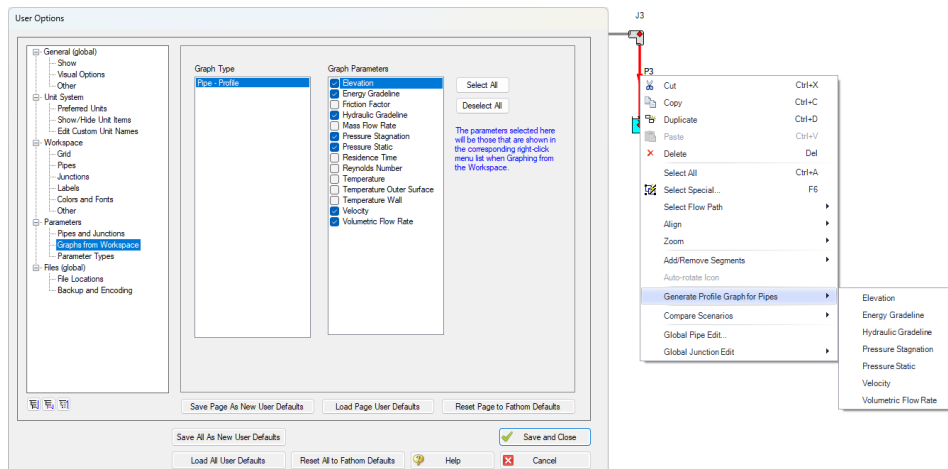 User Options
General (global)
Show
Visual Options
Other
Unit System
Preferred Units
Show/Hide Unit Items
Edit Custom Unit Names
Workspace
Grid
Pipes
Junctions
Labels
Colors and Fonts
Other
Parameters
Pipes and Junctions
Graphs from Workspace
Parameter Types
Files (global)
File Locations
Backup and Encoding
Graph Type
Pipe - Profile
Graph Parameters
Elevation
Energy Gradeline
Friction Factor
Hydraulic Gradeline
Mass Flow Rate
Pressure Stagnation
Pressure Static
Residence Time
Reynolds Number
Temperature
Temperature Outer Surface
Temperature Wall
Velocity
Volumetric Flow Rate
Select All
Deselect All
The parameters selected here
will be those that are shown in
the corresponding right-click
menu list when Graphing from
the Workspace.
Save Page As New User Defaults
Load Page User Defaults
Reset Page to Fathom Defaults
Save All As New User Defaults
Save and Close
Load All User Defaults
Reset All to Fathom Defaults
Help
Cancel
J3
P3
Cut Ctrl+X
Copy Ctrl+C
Duplicate Ctrl+D
Paste Ctrl+V
Delete Del
Select All Ctrl+A
Select Special... F6
Select Flow Path
Align
Zoom
Add/Remove Segments
Auto-rotate Icon
Generate Profile Graph for Pipes
Compare Scenarios
Global Pipe Edit...
Global Junction Edit
Elevation
Energy Gradeline
Hydraulic Gradeline
Pressure Stagnation
Pressure Static
Velocity
Volumetric Flow Rate